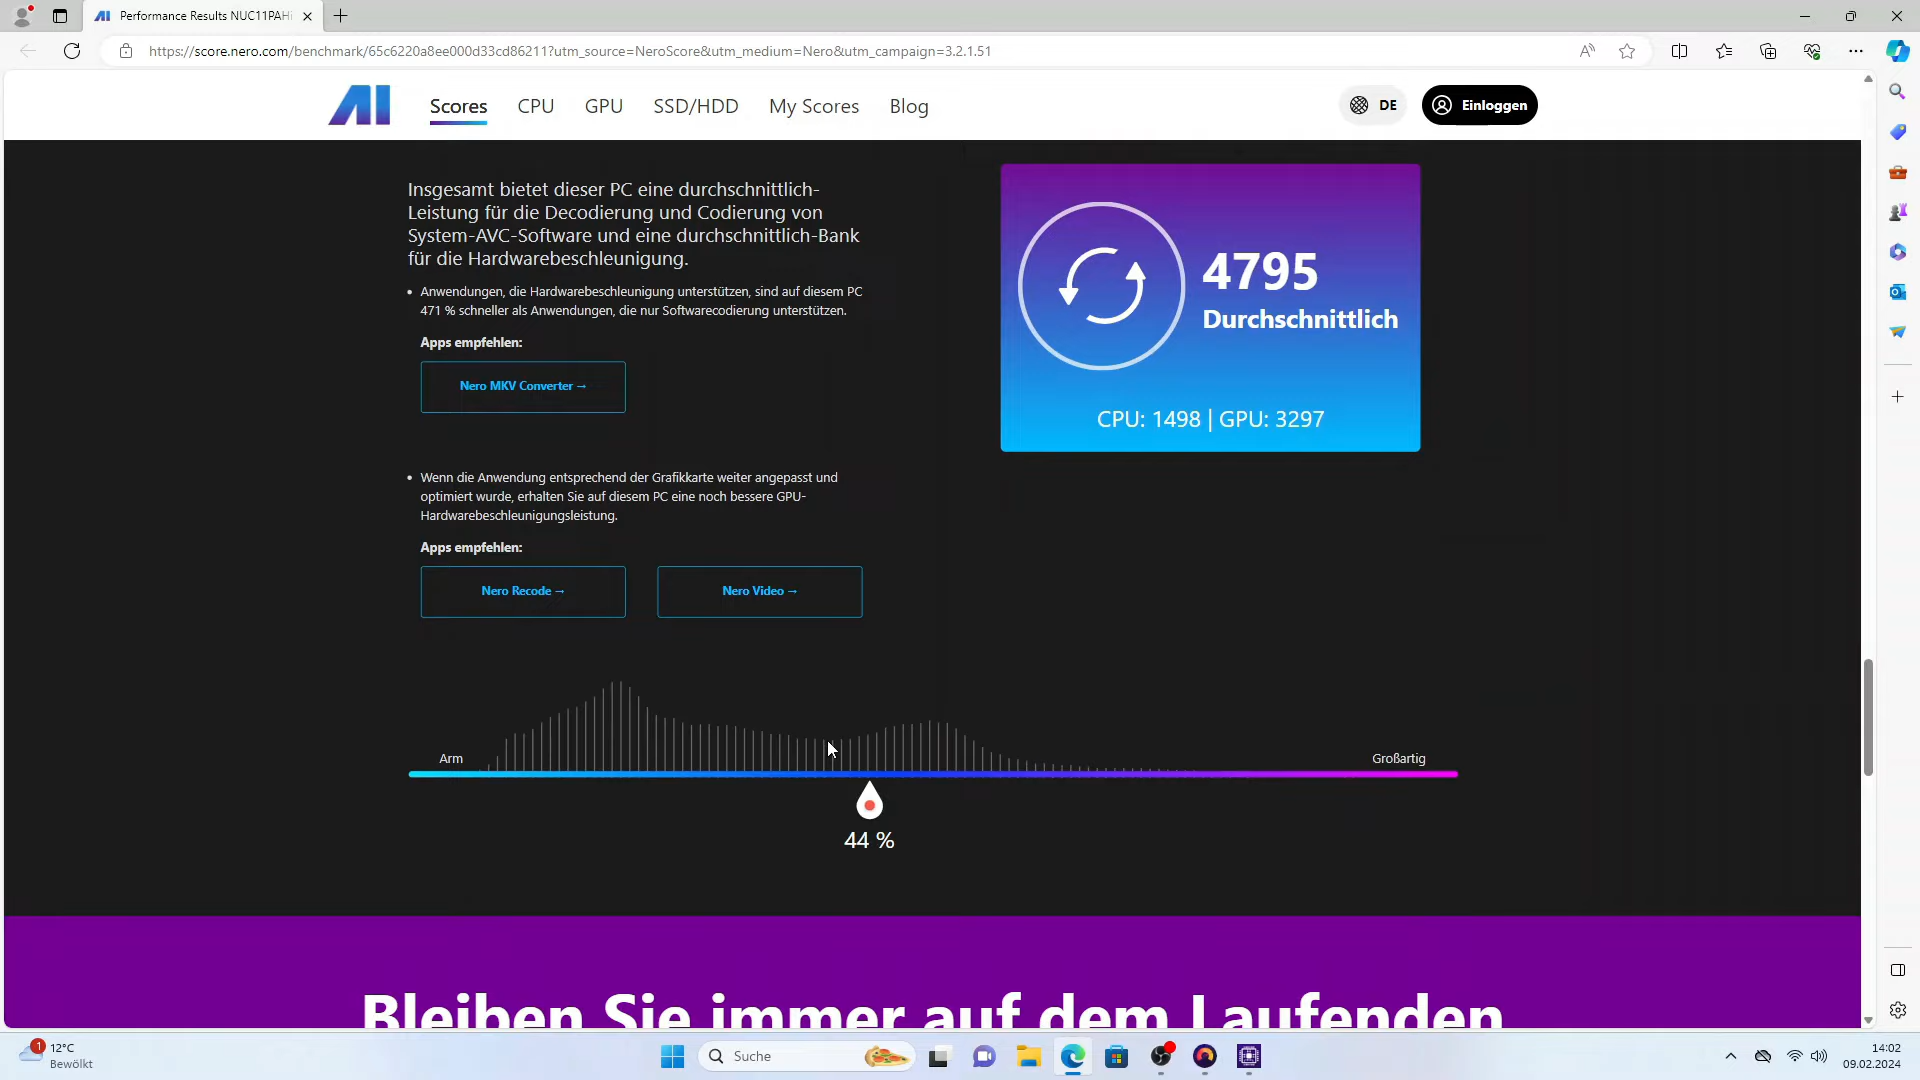 Performance Results NUC11PAHi
https://score.nero.com/benchmark/65c6220a8ee000d33cd86211?utm_source=NeroScore&utm_medium=Nero&utm_campaign=3.2.1.51
AI
Scores
CPU
GPU
SSD/HDD
My Scores
Blog
DE
Einloggen
Insgesamt bietet dieser PC eine durchschnittlich-
Leistung für die Decodierung und Codierung von
System-AVC-Software und eine durchschnittlich-Bank
für die Hardwarebeschleunigung.
• Anwendungen, die Hardwarebeschleunigung unterstützen, sind auf diesem PC
471 % schneller als Anwendungen, die nur Softwarecodierung unterstützen.
Apps empfehlen:
Nero MKV Converter →
• Wenn die Anwendung entsprechend der Grafikkarte weiter angepasst und
optimiert wurde, erhalten Sie auf diesem PC eine noch bessere GPU-
Hardwarebeschleunigungsleistung.
Apps empfehlen:
Nero Recode →
Nero Video →
4795
Durchschnittlich
CPU: 1498 | GPU: 3297
Arm
Großartig
44 %
Bleiben Sie immer auf dem Laufenden
1
12°C
Bewölkt
Suche
14:02
09.02.2024